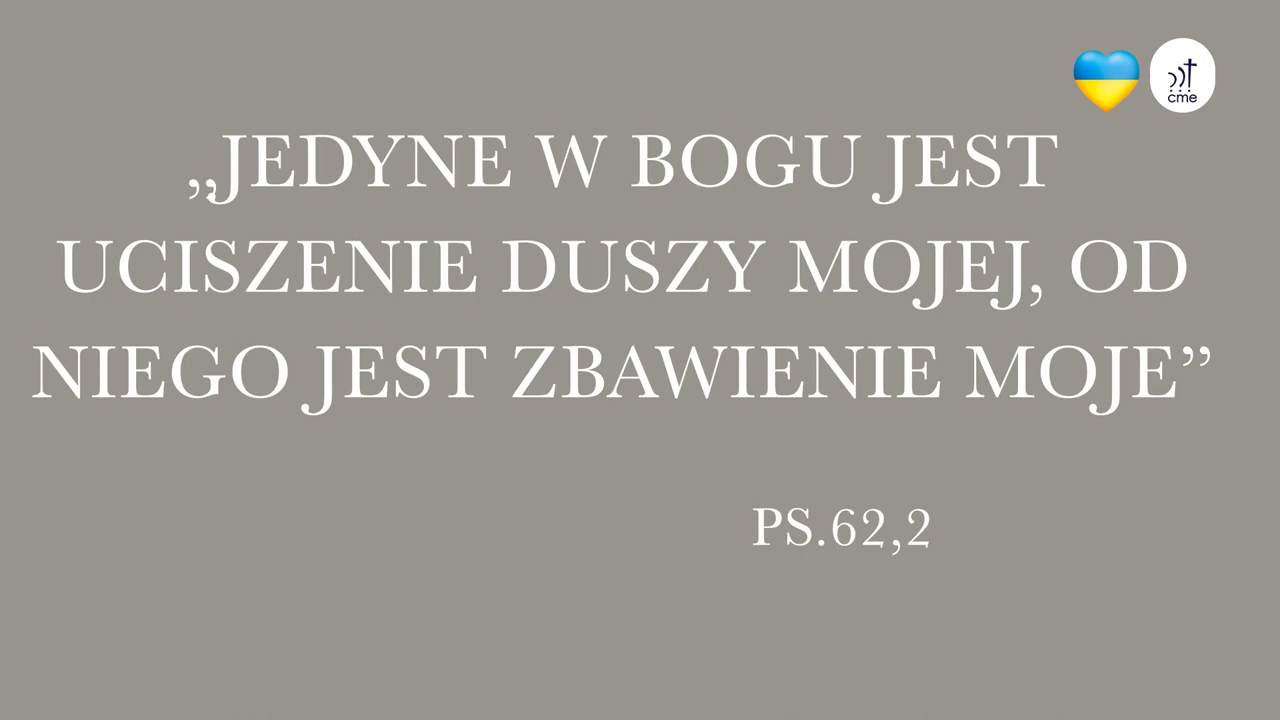 cme
„JEDYNE W BOGU JEST
UCISZENIE DUSZY MOJEJ, OD
NIEGO JEST ZBAWIENIE MOJE”
PS.62,2